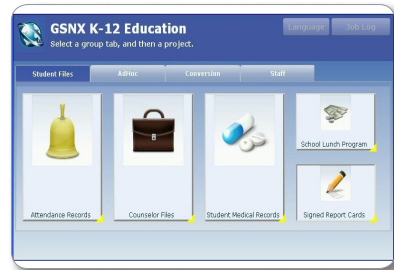 GSNX K-12 Education
Select a group tab, and then a project.
Language
Job Log
Student Files
AdHoc
Conversion
Staff
Attendance Records
Counselor Files
Student Medical Records
School Lunch Program
Signed Report Cards